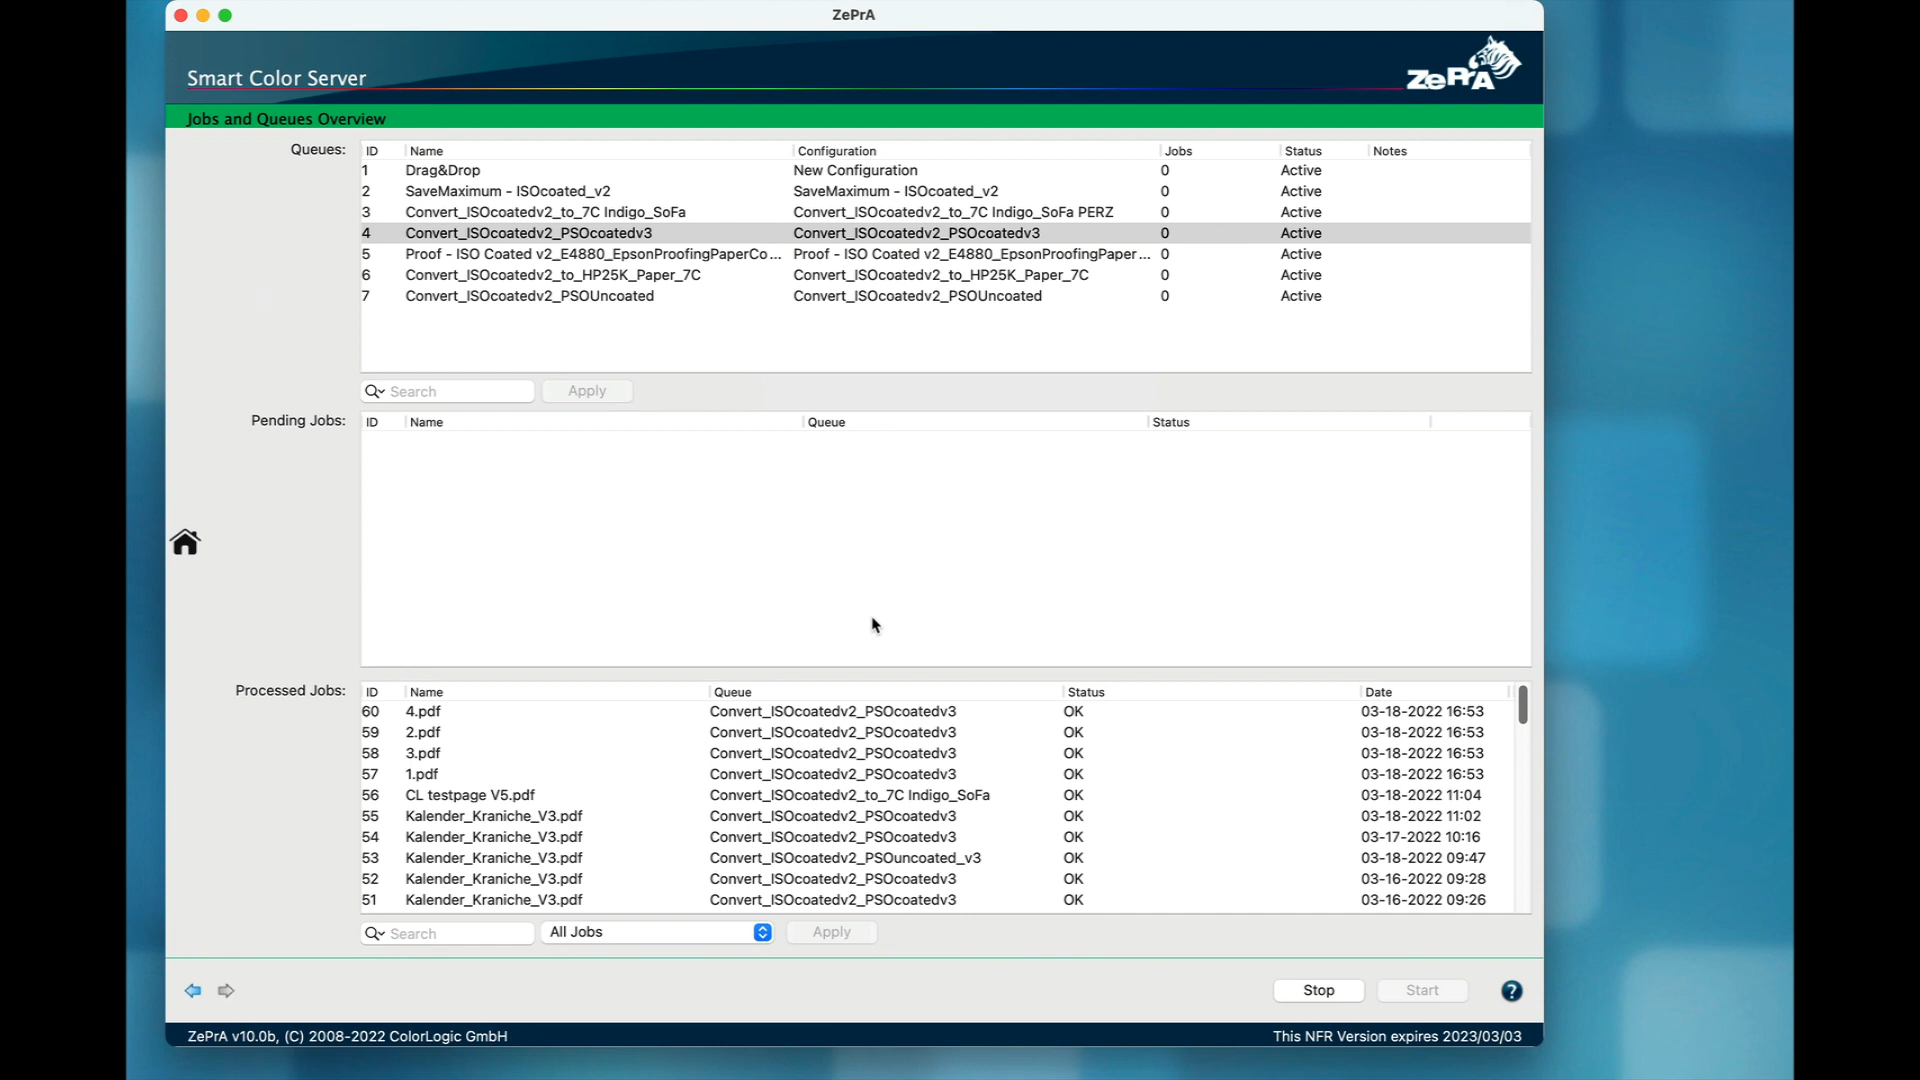 ZePrA
Smart Color Server
ZePrA
Jobs and Queues Overview
Queues:
ID Name Configuration Jobs Status Notes
1 Drag&Drop New Configuration 0 Active
2 SaveMaximum - ISOcoated_v2 SaveMaximum - ISOcoated_v2 0 Active
3 Convert_ISOcoatedv2_to_7C Indigo_SoFa Convert_ISOcoatedv2_to_7C Indigo_SoFa PERZ 0 Active
4 Convert_ISOcoatedv2_PSOcoatedv3 Convert_ISOcoatedv2_PSOcoatedv3 0 Active
5 Proof - ISO Coated v2_E4880_EpsonProofingPaperCo... Proof - ISO Coated v2_E4880_EpsonProofingPaper... 0 Active
6 Convert_ISOcoatedv2_to_HP25K_Paper_7C Convert_ISOcoatedv2_to_HP25K_Paper_7C 0 Active
7 Convert_ISOcoatedv2_PSOUncoated Convert_ISOcoatedv2_PSOUncoated 0 Active
Search Apply
Pending Jobs:
ID Name Queue Status
Processed Jobs:
ID Name Queue Status Date
60 4.pdf Convert_ISOcoatedv2_PSOcoatedv3 OK 03-18-2022 16:53
59 2.pdf Convert_ISOcoatedv2_PSOcoatedv3 OK 03-18-2022 16:53
58 3.pdf Convert_ISOcoatedv2_PSOcoatedv3 OK 03-18-2022 16:53
57 1.pdf Convert_ISOcoatedv2_PSOcoatedv3 OK 03-18-2022 16:53
56 CL testpage V5.pdf Convert_ISOcoatedv2_to_7C Indigo_SoFa OK 03-18-2022 11:04
55 Kalender_Kraniche_V3.pdf Convert_ISOcoatedv2_PSOcoatedv3 OK 03-18-2022 11:02
54 Kalender_Kraniche_V3.pdf Convert_ISOcoatedv2_PSOcoatedv3 OK 03-17-2022 10:16
53 Kalender_Kraniche_V3.pdf Convert_ISOcoatedv2_PSOuncoated_v3 OK 03-18-2022 09:47
52 Kalender_Kraniche_V3.pdf Convert_ISOcoatedv2_PSOcoatedv3 OK 03-16-2022 09:28
51 Kalender_Kraniche_V3.pdf Convert_ISOcoatedv2_PSOcoatedv3 OK 03-16-2022 09:26
Search All Jobs Apply
Stop Start ?
ZePrA v10.0b, (C) 2008-2022 ColorLogic GmbH This NFR Version expires 2023/03/03